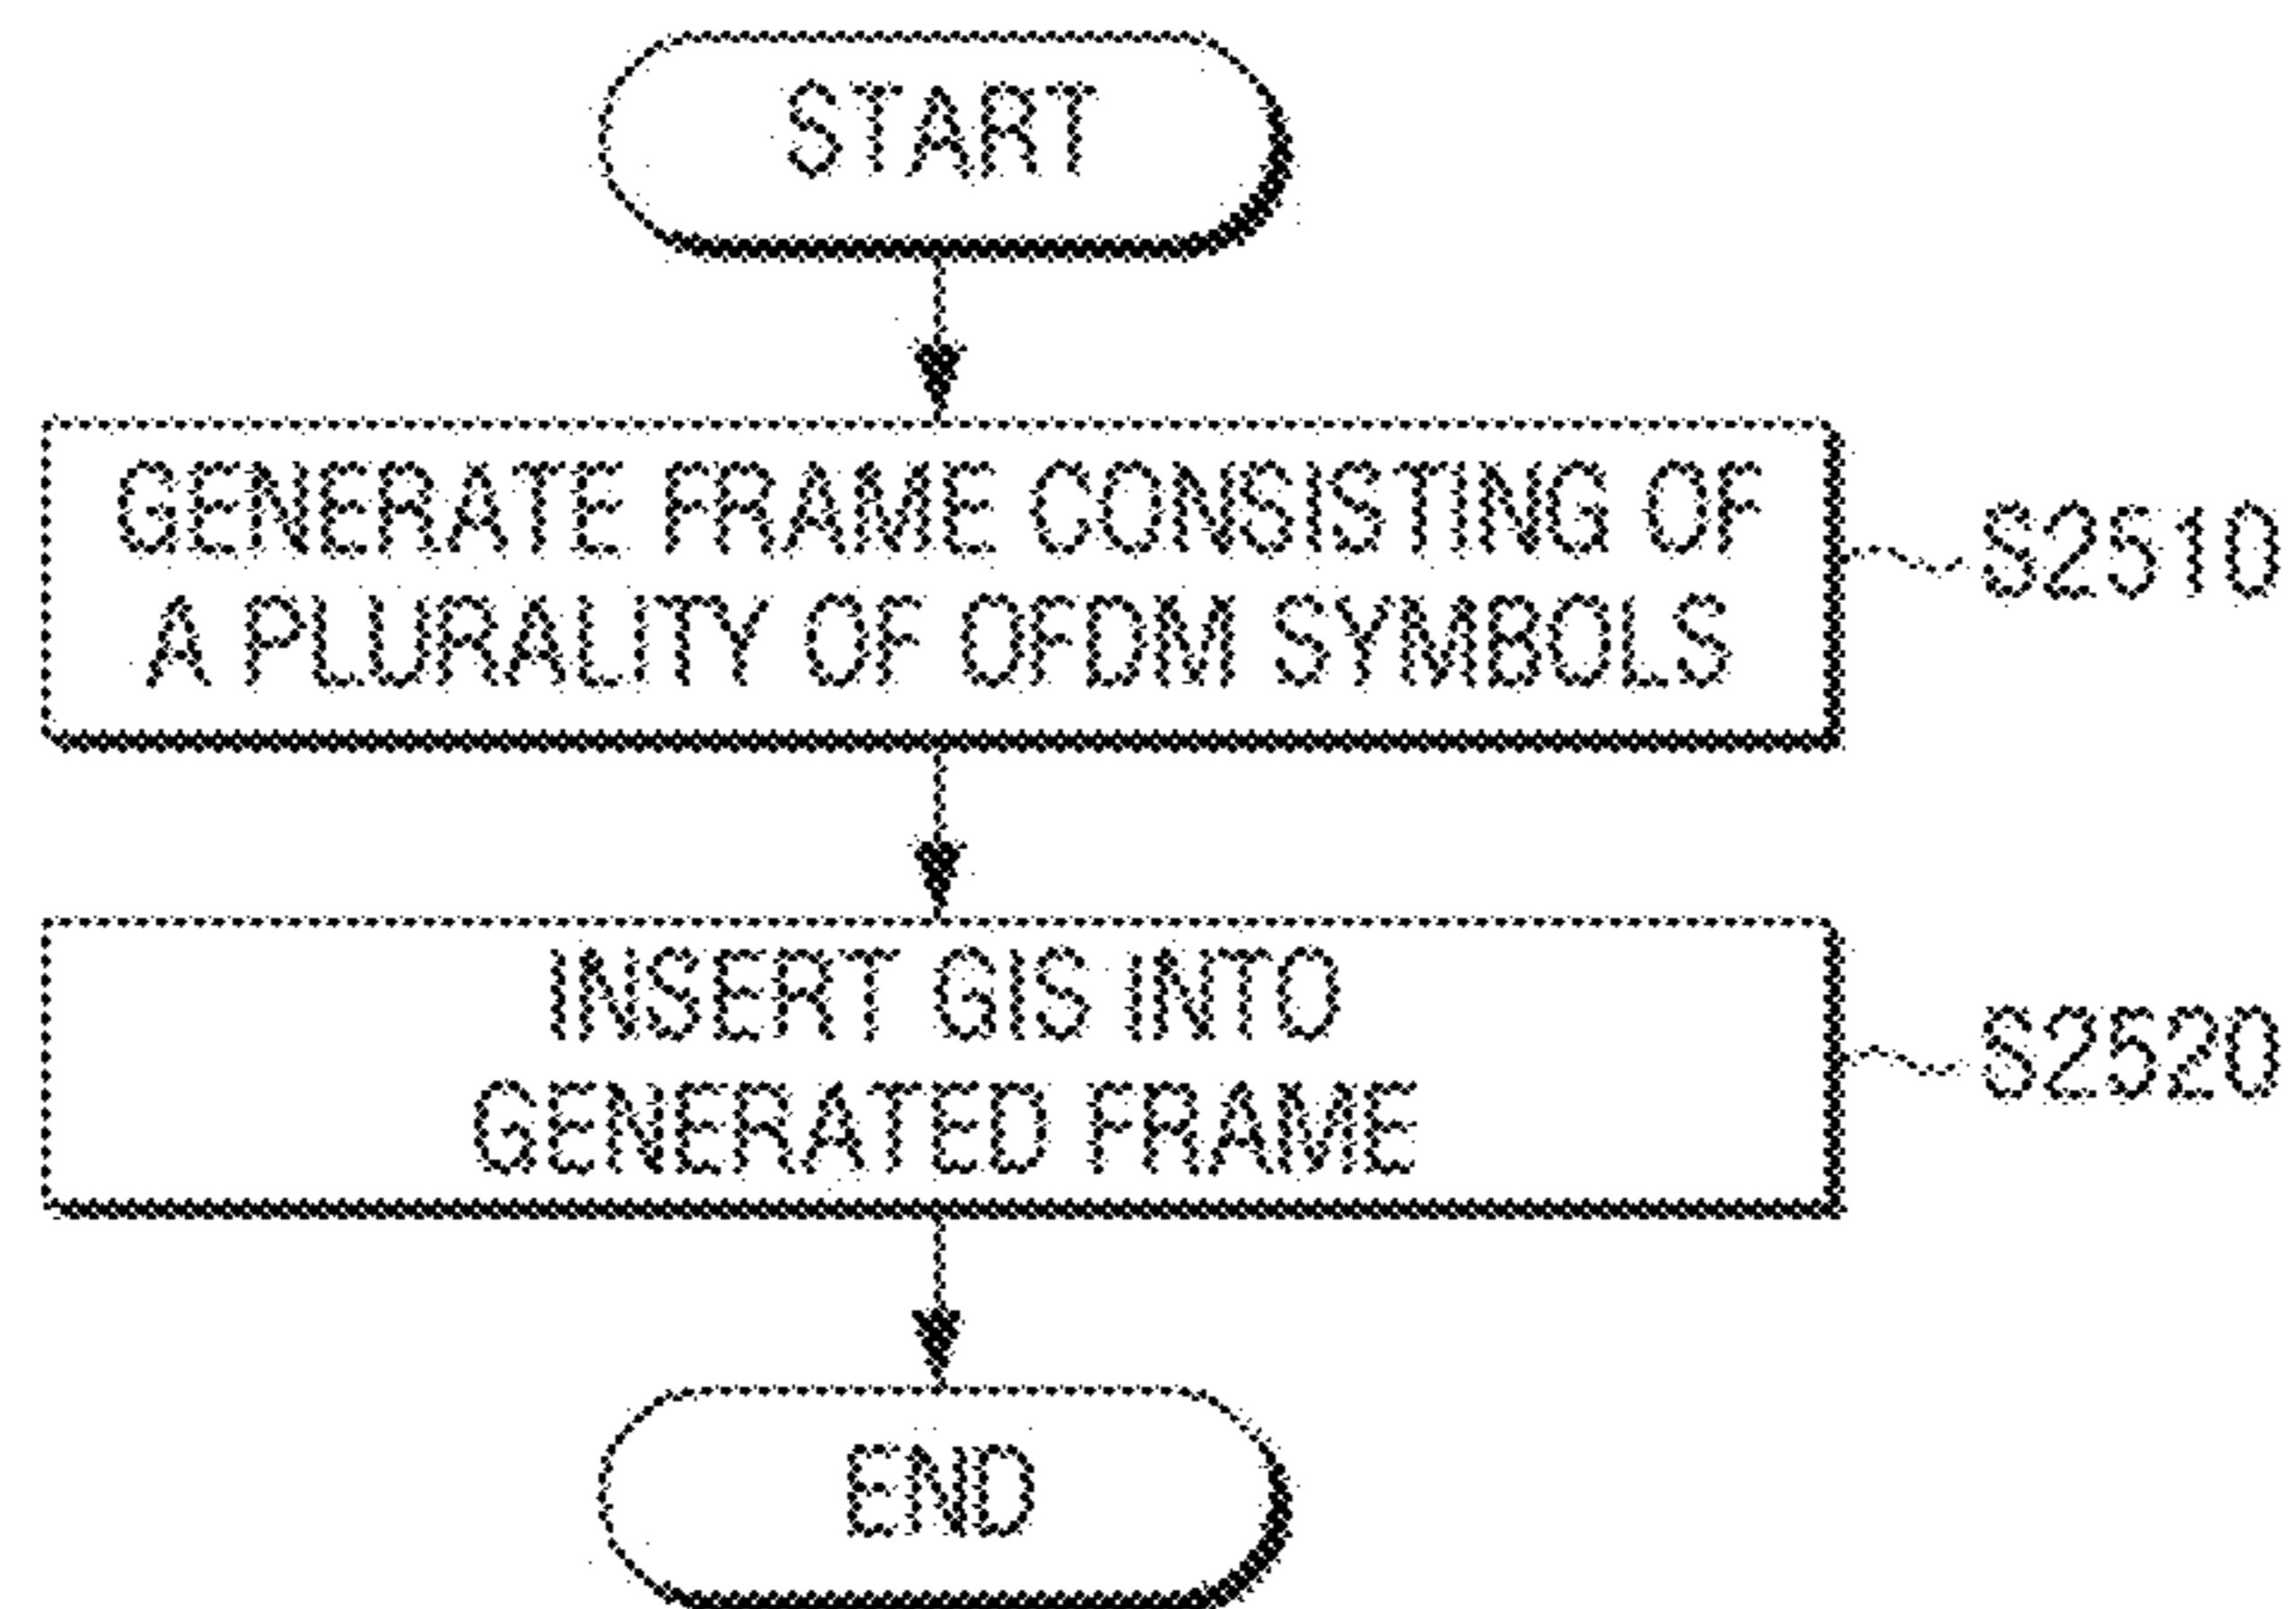 START
GENERATE FRAME CONSISTING OF
A PLURALITY OF OFDM SYMBOLS
S2510
INSERT GIS INTO
GENERATED FRAME
S2520
END